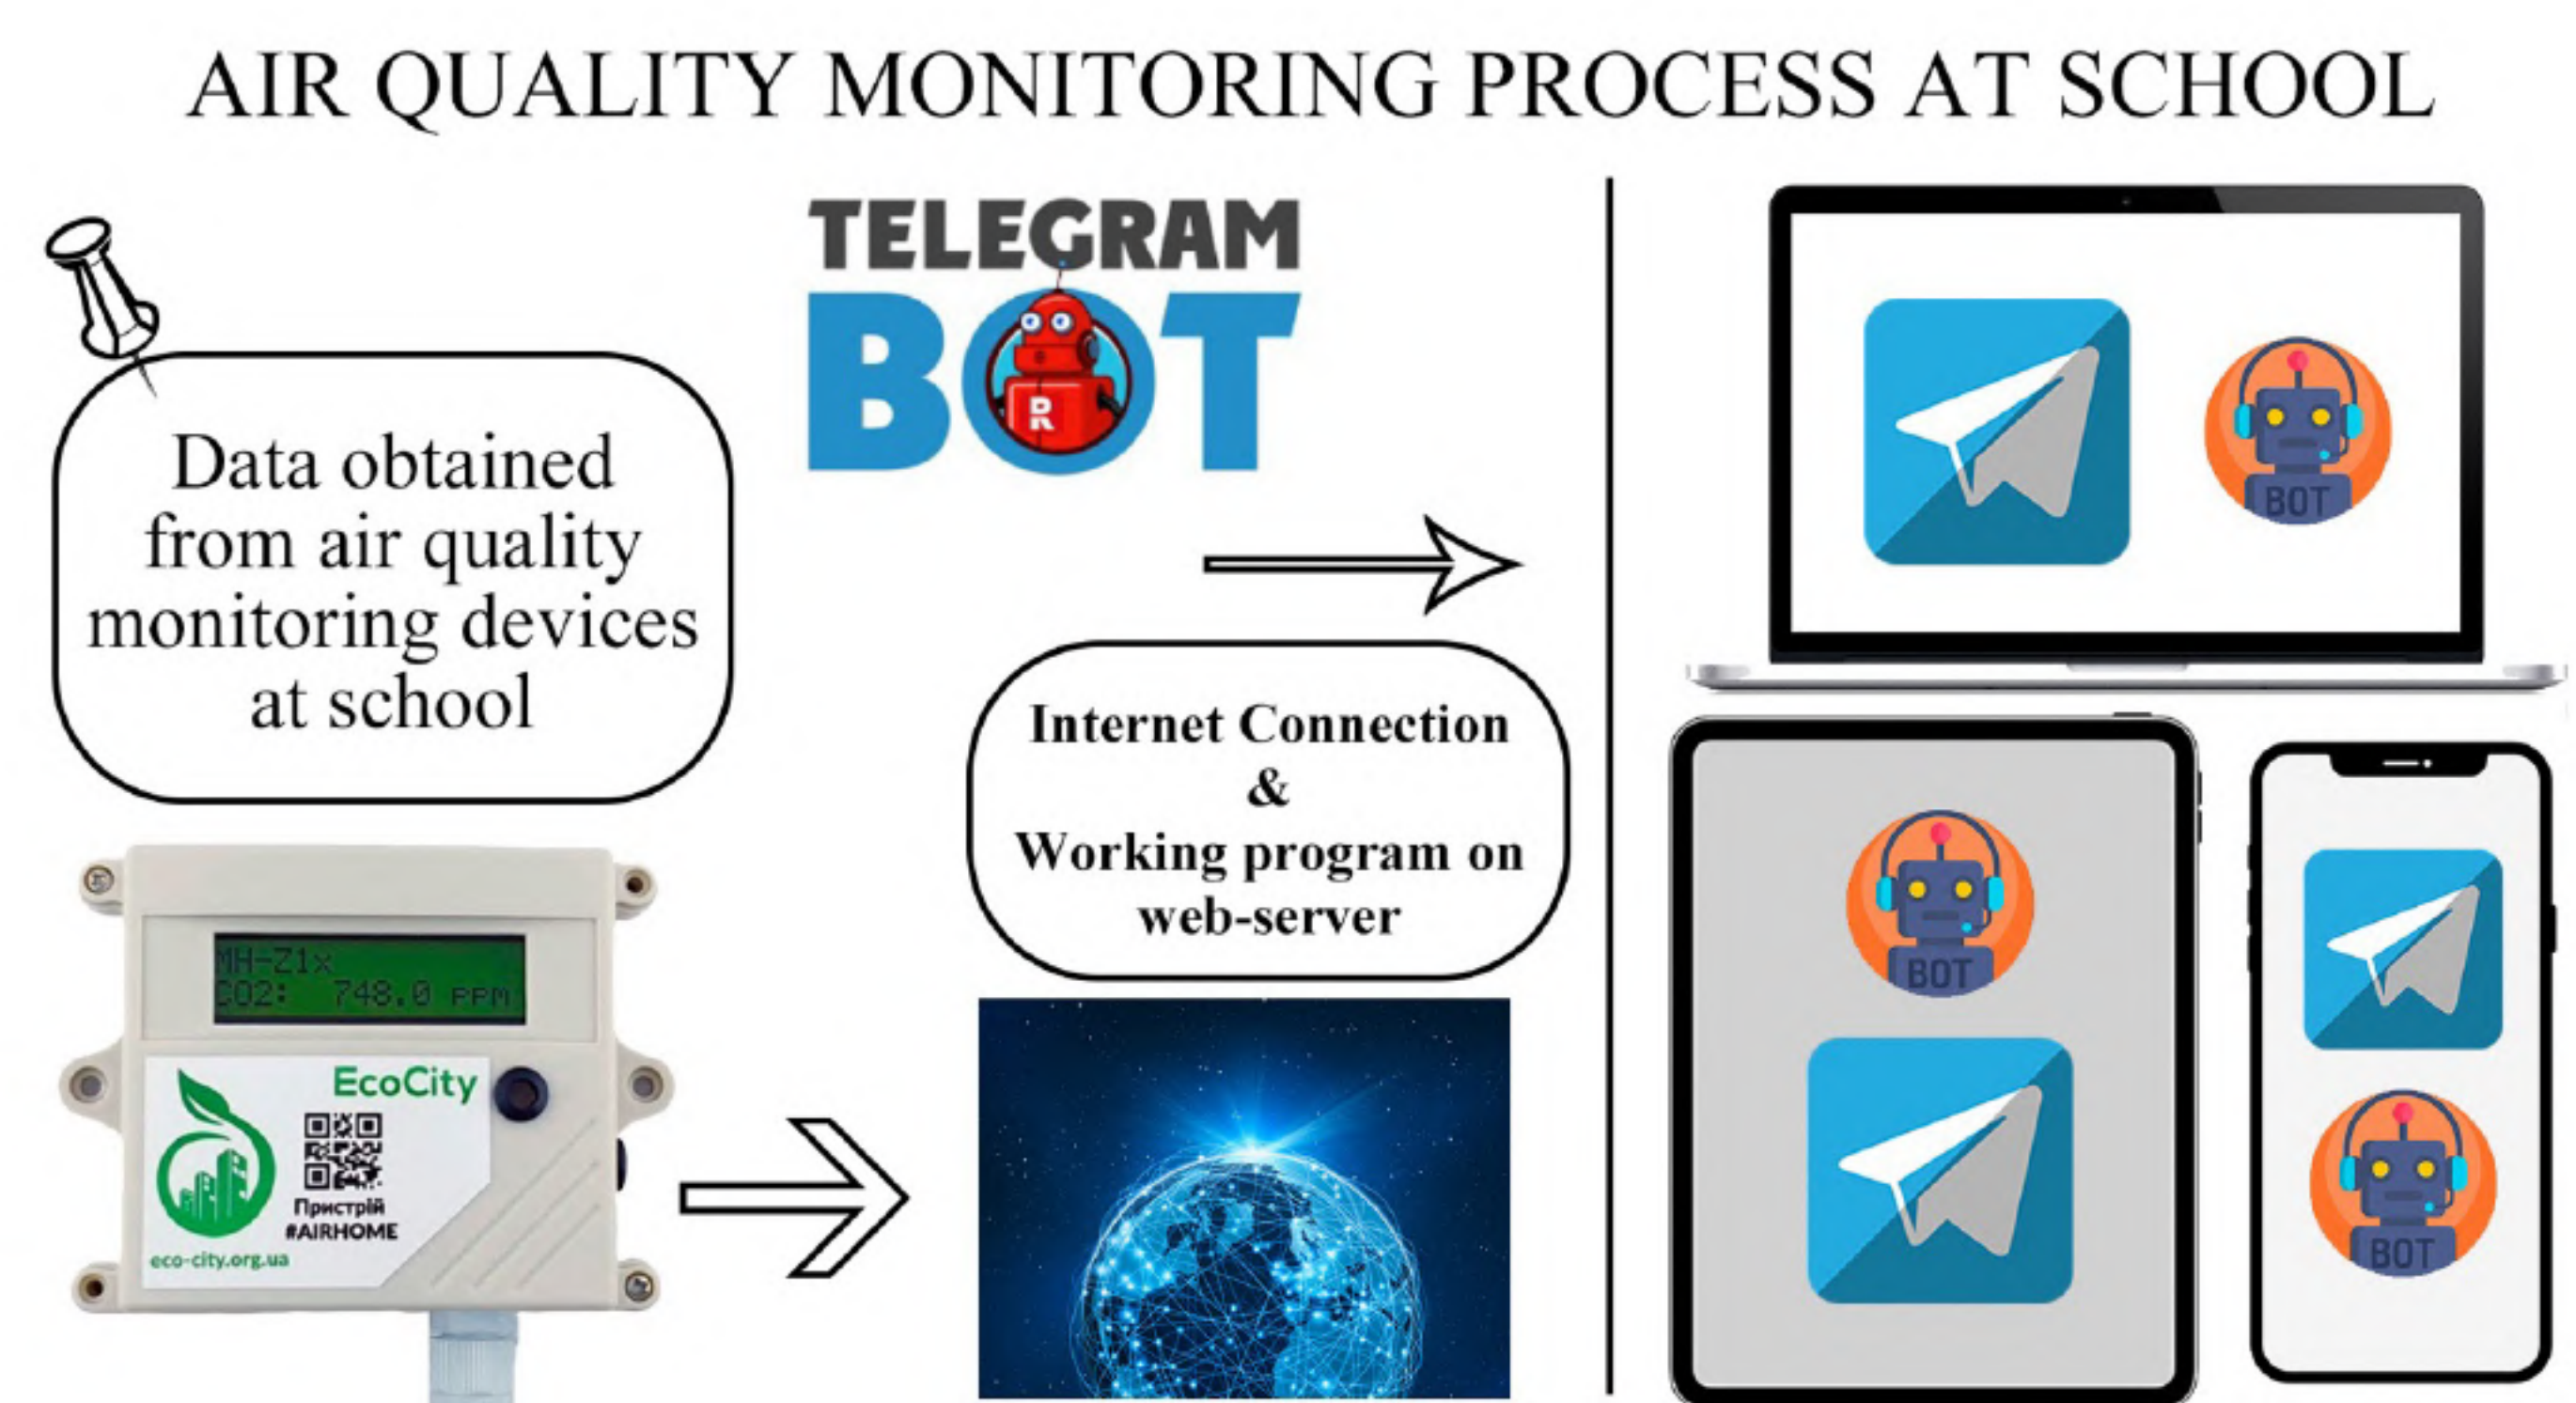 AIR QUALITY MONITORING PROCESS AT SCHOOL
TELEGRAM
BOT
R
Data obtained
from air quality
monitoring devices
at school
Internet Connection
&
Working program on
web-server
MH-Z1x
CO2: 748.0 PPM
EcoCity
Пристрій
#AIRHOME
eco-city.org.ua
BOT
BOT
BOT